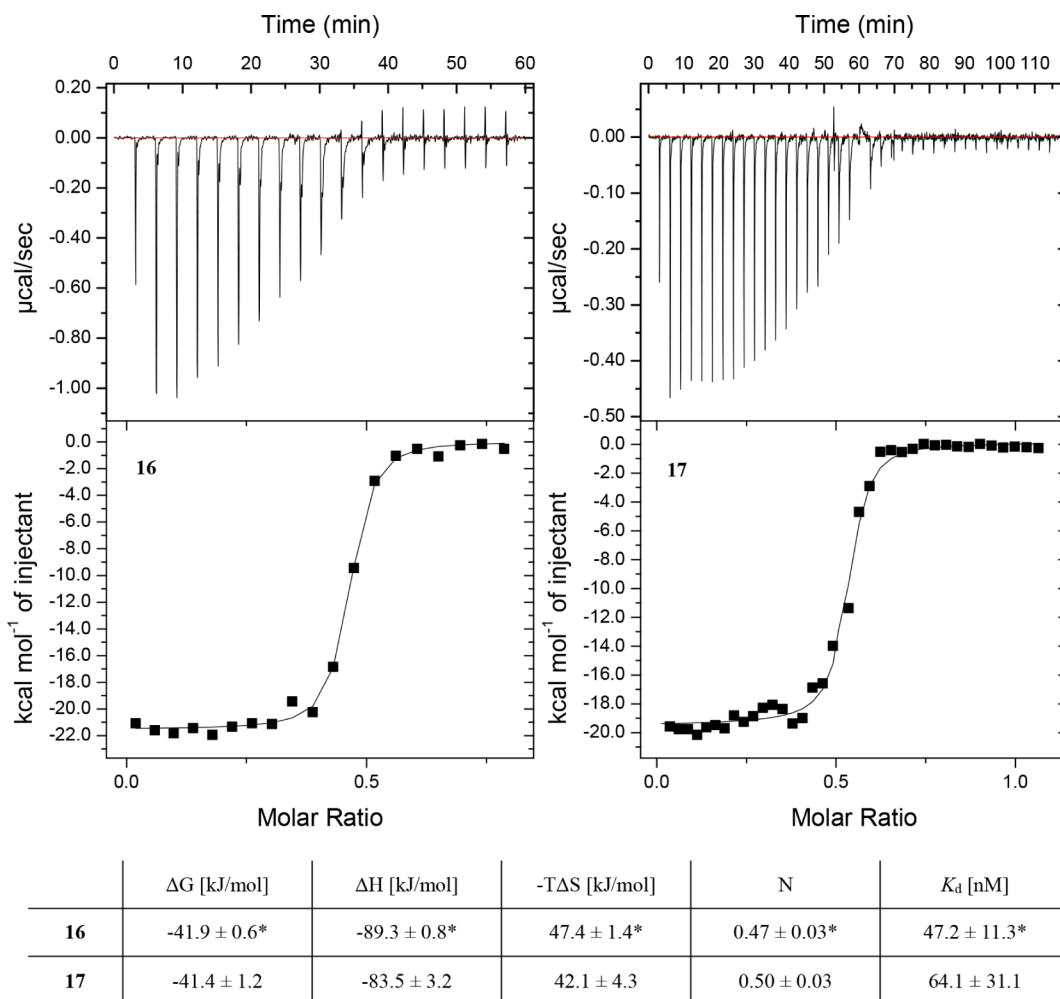 Time (min)
0 10 20 30 40 50 60
0.20
0.00
-0.20
-0.40
-0.60
-0.80
-1.00
µcal/sec
0.0
-2.0
-4.0
-6.0
-8.0
-10.0
-12.0
-14.0
-16.0
-18.0
-20.0
-22.0
kcal mol⁻¹ of injectant
16
0.0 0.5
Molar Ratio
Time (min)
0 10 20 30 40 50 60 70 80 90 100 110
0.00
-0.10
-0.20
-0.30
-0.40
-0.50
µcal/sec
0.0
-2.0
-4.0
-6.0
-8.0
-10.0
-12.0
-14.0
-16.0
-18.0
-20.0
kcal mol⁻¹ of injectant
17
0.0 0.5 1.0
Molar Ratio
ΔG [kJ/mol] ΔH [kJ/mol] -TΔS [kJ/mol] N Kd [nM]
16 -41.9 ± 0.6* -89.3 ± 0.8* 47.4 ± 1.4* 0.47 ± 0.03* 47.2 ± 11.3*
17 -41.4 ± 1.2 -83.5 ± 3.2 42.1 ± 4.3 0.50 ± 0.03 64.1 ± 31.1